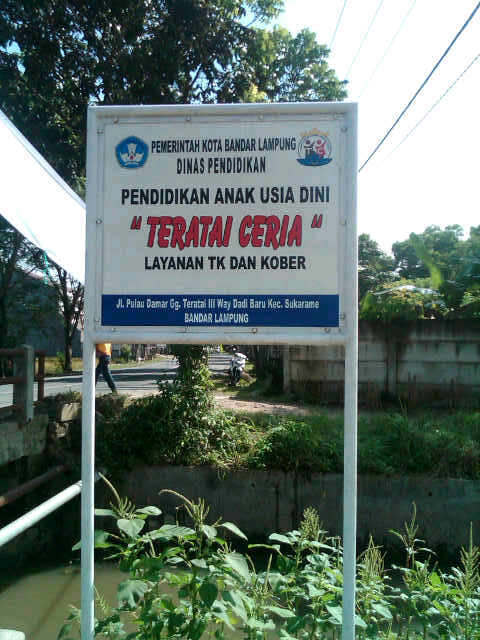 PEMERINTAH KOTA BANDAR LAMPUNG
DINAS PENDIDIKAN
PENDIDIKAN ANAK USIA DINI
" TERATAI CERIA "
LAYANAN TK DAN KOBER
Jl. Pulau Damar Gg. Teratai III Way Dadi Baru Kec. Sukarame
BANDAR LAMPUNG